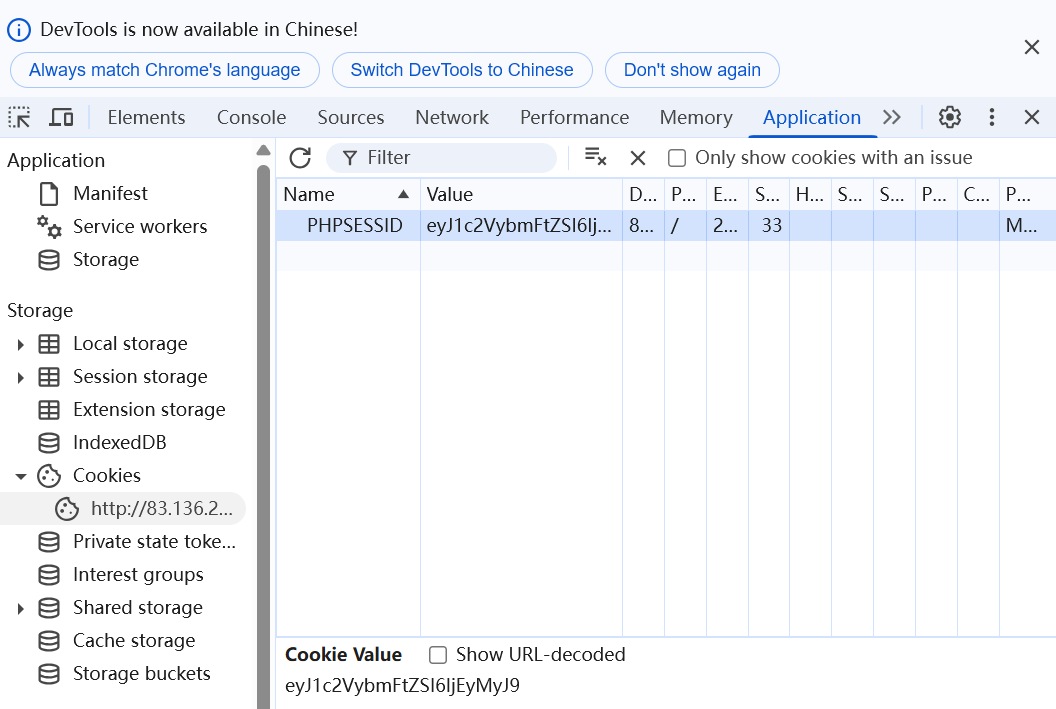 DevTools is now available in Chinese!
Always match Chrome's language Switch DevTools to Chinese Don't show again
Elements Console Sources Network Performance Memory Application
Application
Manifest
Service workers
Storage
Storage
Local storage
Session storage
Extension storage
IndexedDB
Cookies
http://83.136.2...
Private state toke...
Interest groups
Shared storage
Cache storage
Storage buckets
Filter Only show cookies with an issue
Name Value D... P... E... S... H... S... S... P... C... P...
PHPSESSID eyJ1c2VybmFtZSI6Ij... 8... / 2... 33 M...
Cookie Value Show URL-decoded
eyJ1c2VybmFtZSI6IjEyMyJ9